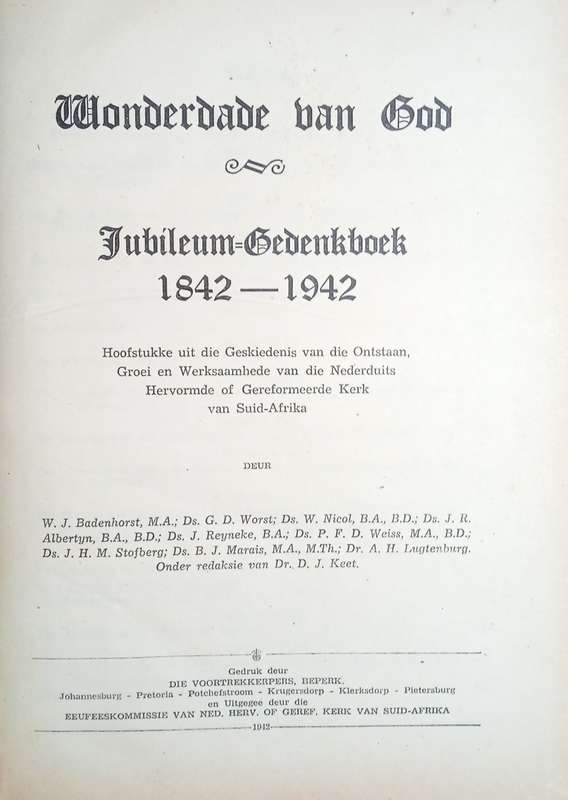 Wonderdade van God
Jubileum=Gedenkboek
1842 — 1942
Hoofstukke uit die Geskiedenis van die Ontstaan,
Groei en Werksaamhede van die Nederduits
Hervormde of Gereformeerde Kerk
van Suid-Afrika
DEUR
W. J. Badenhorst, M.A.; Ds. G. D. Worst; Ds. W. Nicol, B.A., B.D.; Ds. J. R.
Albertyn, B.A., B.D.; Ds. J. Reyneke, B.A.; Ds. P. F. D. Weiss, M.A., B.D.;
Ds. J. H. M. Stofberg; Ds. B. J. Marais, M.A., M.Th.; Dr. A. H. Lugtenburg.
Onder redaksie van Dr. D. J. Keet.
Gedruk deur
DIE VOORTREKKERPERS, BEPERK.
Johannesburg - Pretoria - Potchefstroom - Krugersdorp - Klerksdorp - Pietersburg
en Uitgegee deur die
EEUFEESKOMMISSIE VAN NED. HERV. OF GEREF. KERK VAN SUID-AFRIKA
1942